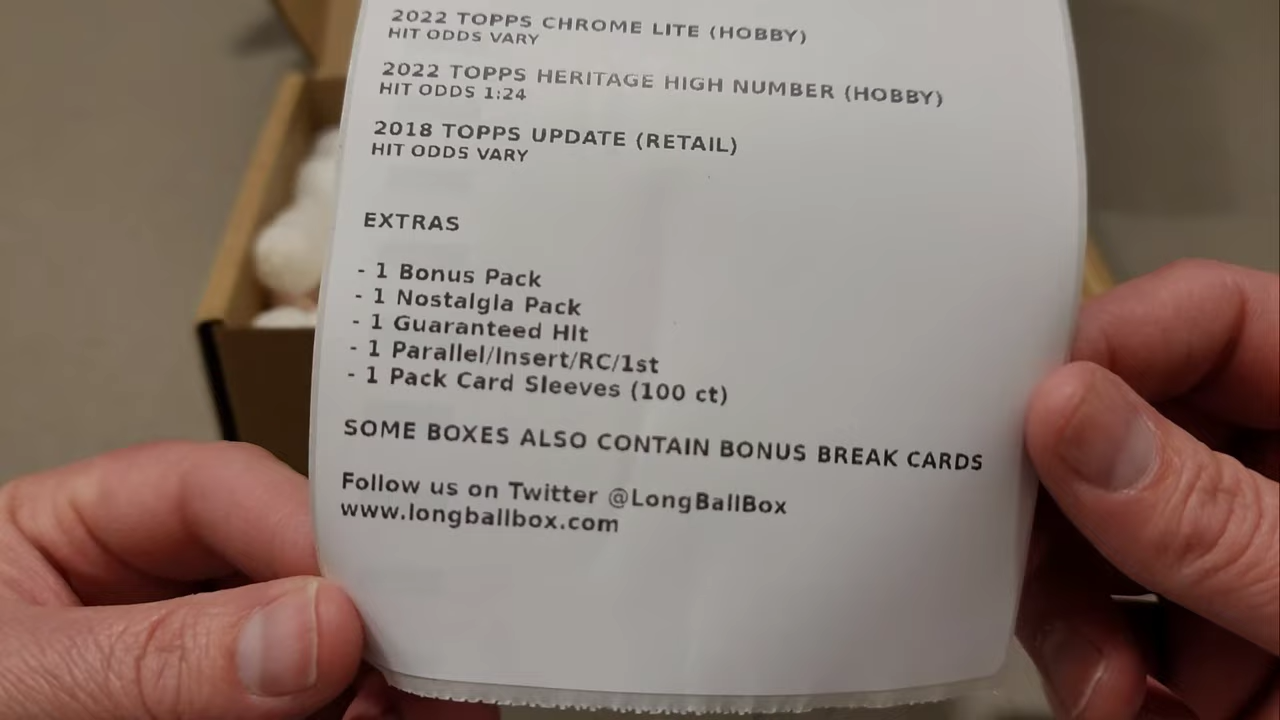 2022 TOPPS CHROME LITE (HOBBY)
HIT ODDS VARY
2022 TOPPS HERITAGE HIGH NUMBER (HOBBY)
HIT ODDS 1:24
2018 TOPPS UPDATE (RETAIL)
HIT ODDS VARY
EXTRAS
- 1 Bonus Pack
- 1 Nostalgla Pack
- 1 Guaranteed HIt
- 1 Parallel/Insert/RC/1st
- 1 Pack Card Sleeves (100 ct)
SOME BOXES ALSO CONTAIN BONUS BREAK CARDS
Follow us on Twitter @LongBallBox
www.longballbox.com